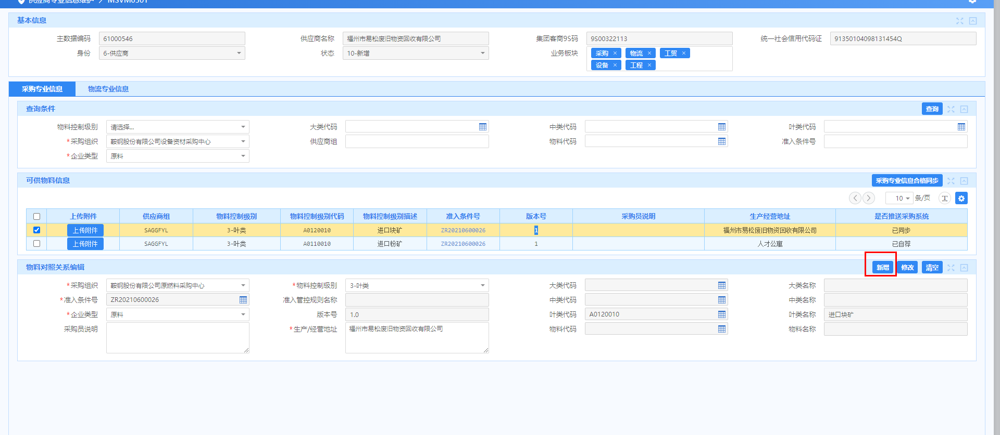 供应商专业信息维护 / MSVM0301
基本信息
主数据编码 61000546 供应商名称 福州市易松废旧物资回收有限公司 集团客商9S码 9S00322113 统一社会信用代码证 91350104098131454Q
身份 6-供应商 状态 10-新增 业务板块 采购 × 物流 × 工贸 ×
设备 × 工程 ×
采购专业信息 物流专业信息
查询条件 查询
物料控制级别 请选择... 大类代码 中类代码 叶类代码
*采购组织 鞍钢股份有限公司设备资材采购中心 供应商组 物料代码 准入条件号
*企业类型 原料
可供物料信息 采购专业信息合格同步
10 条/页 T
上传附件 供应商组 物料控制级别 物料控制级别代码 物料控制级别描述 准入条件号 版本号 采购员说明 生产经营地址 是否推送采购系统
上传附件 SAGGFYL 3-叶类 A0120010 进口块矿 ZR20210600026 1 福州市易松废旧物资回收有限公司 已同步
上传附件 SAGGFYL 3-叶类 A0110010 进口粉矿 ZR20210600026 1 人才公寓 已自荐
物料对照关系编辑 新增 修改 清空
*采购组织 鞍钢股份有限公司原燃料采购中心 *物料控制级别 3-叶类 大类代码 大类名称
*准入条件号 ZR20210600026 准入管控规则名称 中类代码 中类名称
*企业类型 原料 版本号 1.0 叶类代码 A0120010 叶类名称 进口块矿
采购员说明 *生产/经营地址 福州市易松废旧物资回收有限公司 物料代码 物料名称